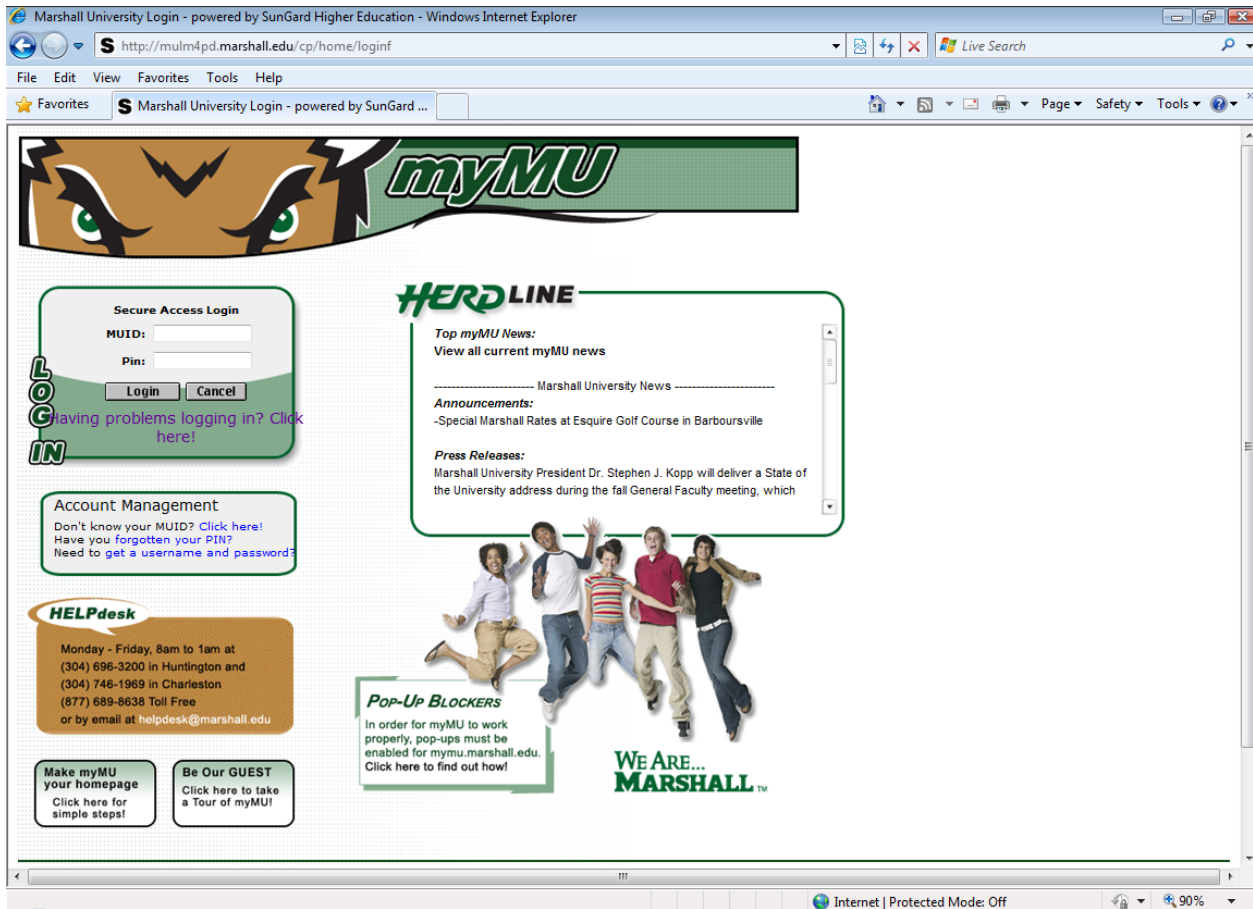 Marshall University Login - powered by SunGard Higher Education - Windows Internet Explorer
S http://mulm4pd.marshall.edu/cp/home/loginf
Live Search
File Edit View Favorites Tools Help
Favorites
S Marshall University Login - powered by SunGard ...
Page Safety Tools
myMU
Secure Access Login
MUID:
Pin:
Login Cancel
Having problems logging in? Click
here!
LOG IN
Account Management
Don't know your MUID? Click here!
Have you forgotten your PIN?
Need to get a username and password?
HELPdesk
Monday - Friday, 8am to 1am at
(304) 696-3200 in Huntington and
(304) 746-1969 in Charleston
(877) 689-8638 Toll Free
or by email at helpdesk@marshall.edu
Make myMU
your homepage
Click here for
simple steps!
Be Our GUEST
Click here to take
a Tour of myMU!
HERDLINE
Top myMU News:
View all current myMU news
----------------------- Marshall University News -----------------------
Announcements:
-Special Marshall Rates at Esquire Golf Course in Barboursville
Press Releases:
Marshall University President Dr. Stephen J. Kopp will deliver a State of
the University address during the fall General Faculty meeting, which
POP-UP BLOCKERS
In order for myMU to work
properly, pop-ups must be
enabled for mymu.marshall.edu.
Click here to find out how!
WE ARE...
MARSHALL TM
Internet | Protected Mode: Off
90%